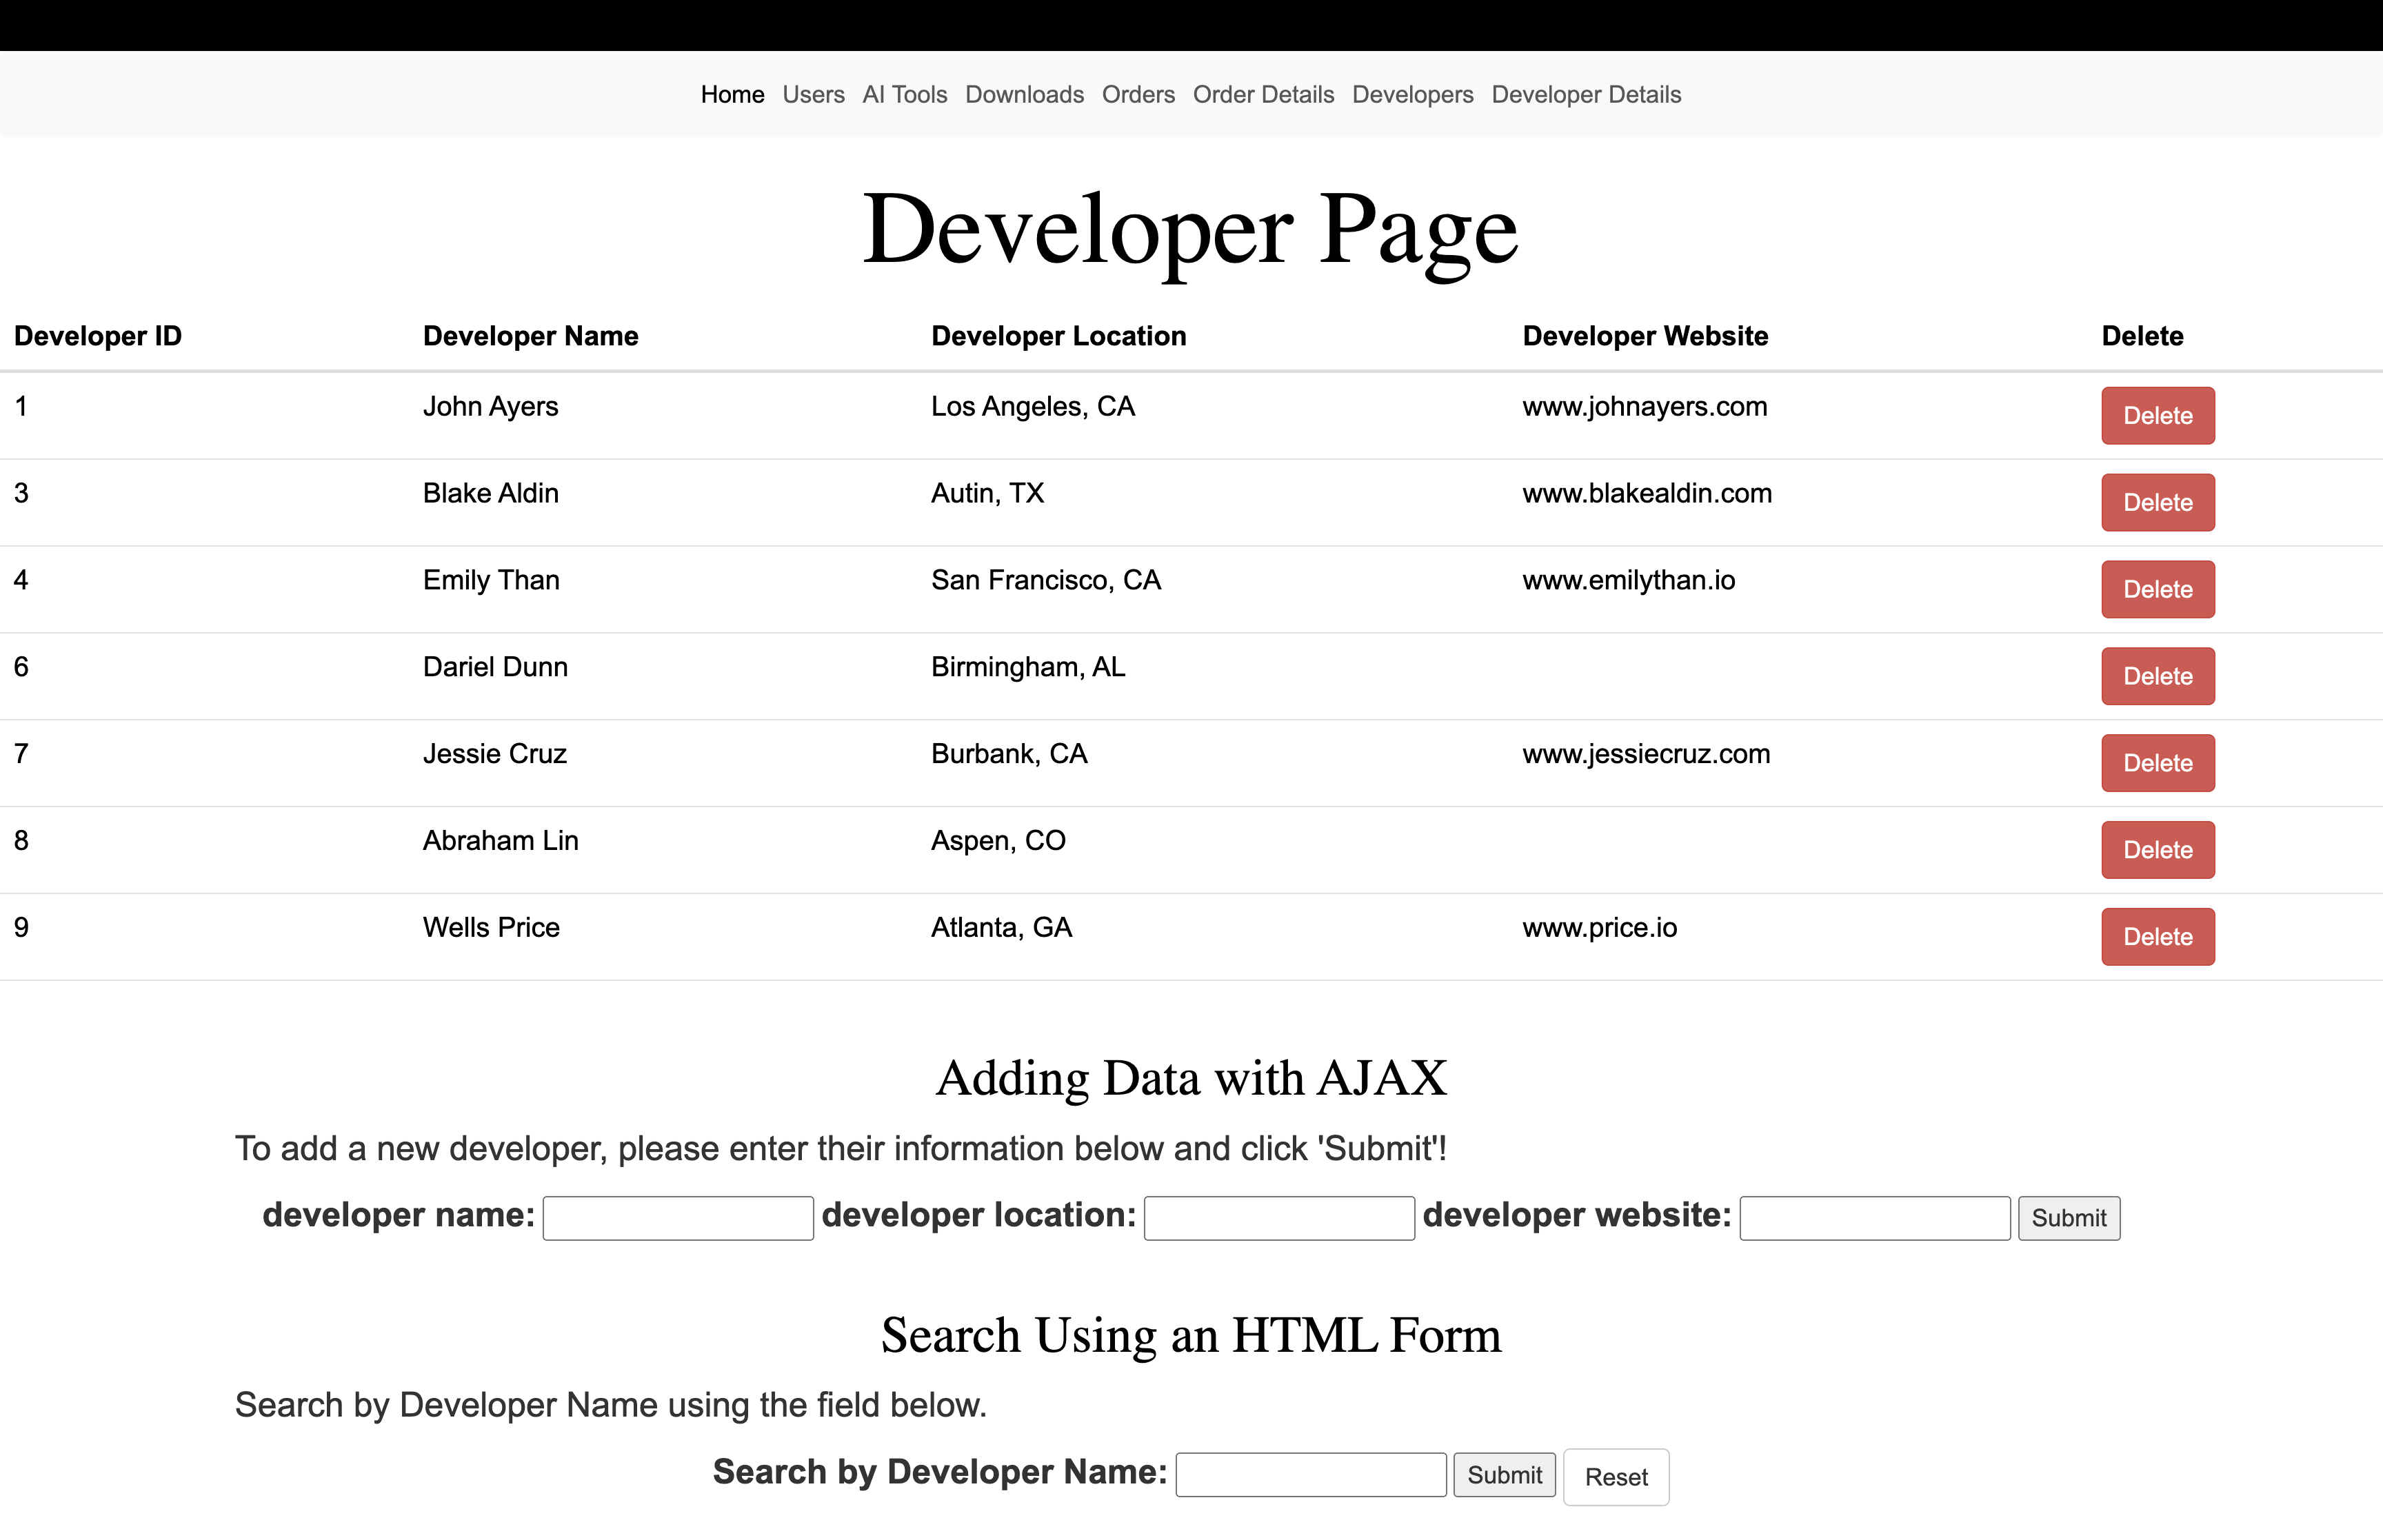 Home Users AI Tools Downloads Orders Order Details Developers Developer Details
Developer Page
Developer ID Developer Name Developer Location Developer Website Delete
1 John Ayers Los Angeles, CA www.johnayers.com Delete
3 Blake Aldin Autin, TX www.blakealdin.com Delete
4 Emily Than San Francisco, CA www.emilythan.io Delete
6 Dariel Dunn Birmingham, AL Delete
7 Jessie Cruz Burbank, CA www.jessiecruz.com Delete
8 Abraham Lin Aspen, CO Delete
9 Wells Price Atlanta, GA www.price.io Delete
Adding Data with AJAX
To add a new developer, please enter their information below and click 'Submit'!
developer name: developer location: developer website: Submit
Search Using an HTML Form
Search by Developer Name using the field below.
Search by Developer Name: Submit Reset